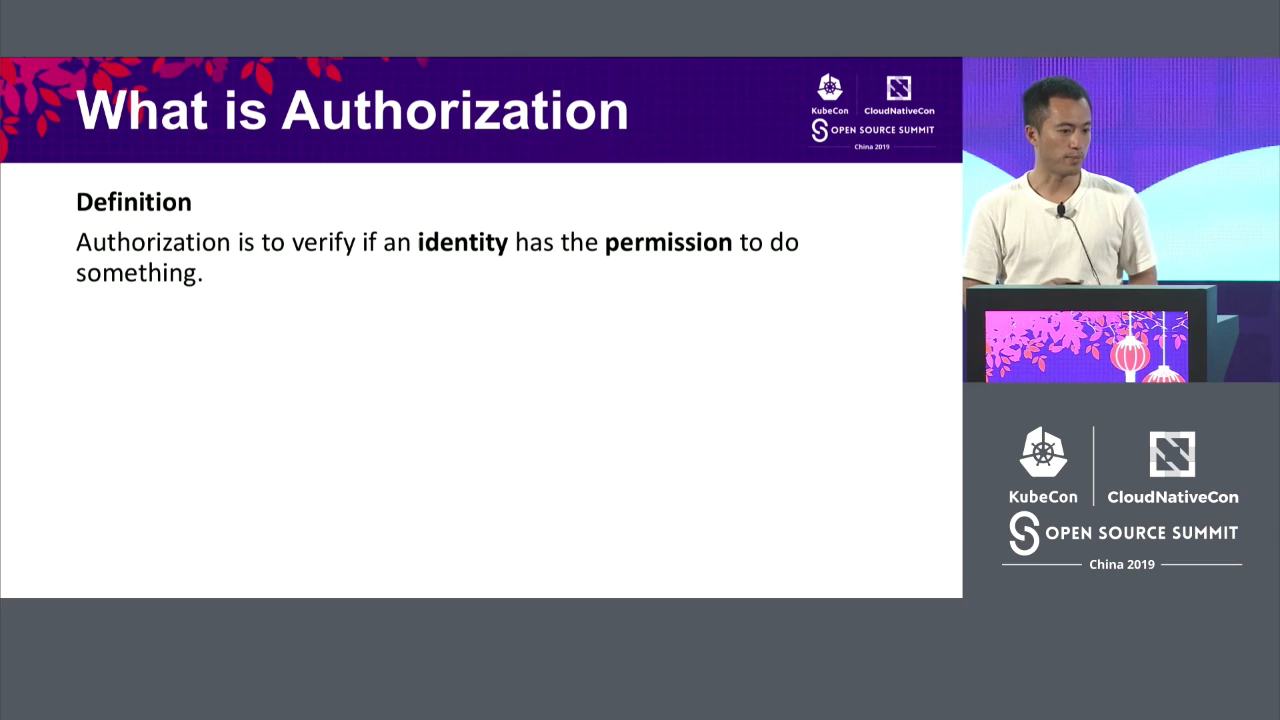 What is Authorization
KubeCon
CloudNativeCon
OPEN SOURCE SUMMIT
China 2019
Definition
Authorization is to verify if an identity has the permission to do
something.
KubeCon
CloudNativeCon
OPEN SOURCE SUMMIT
China 2019